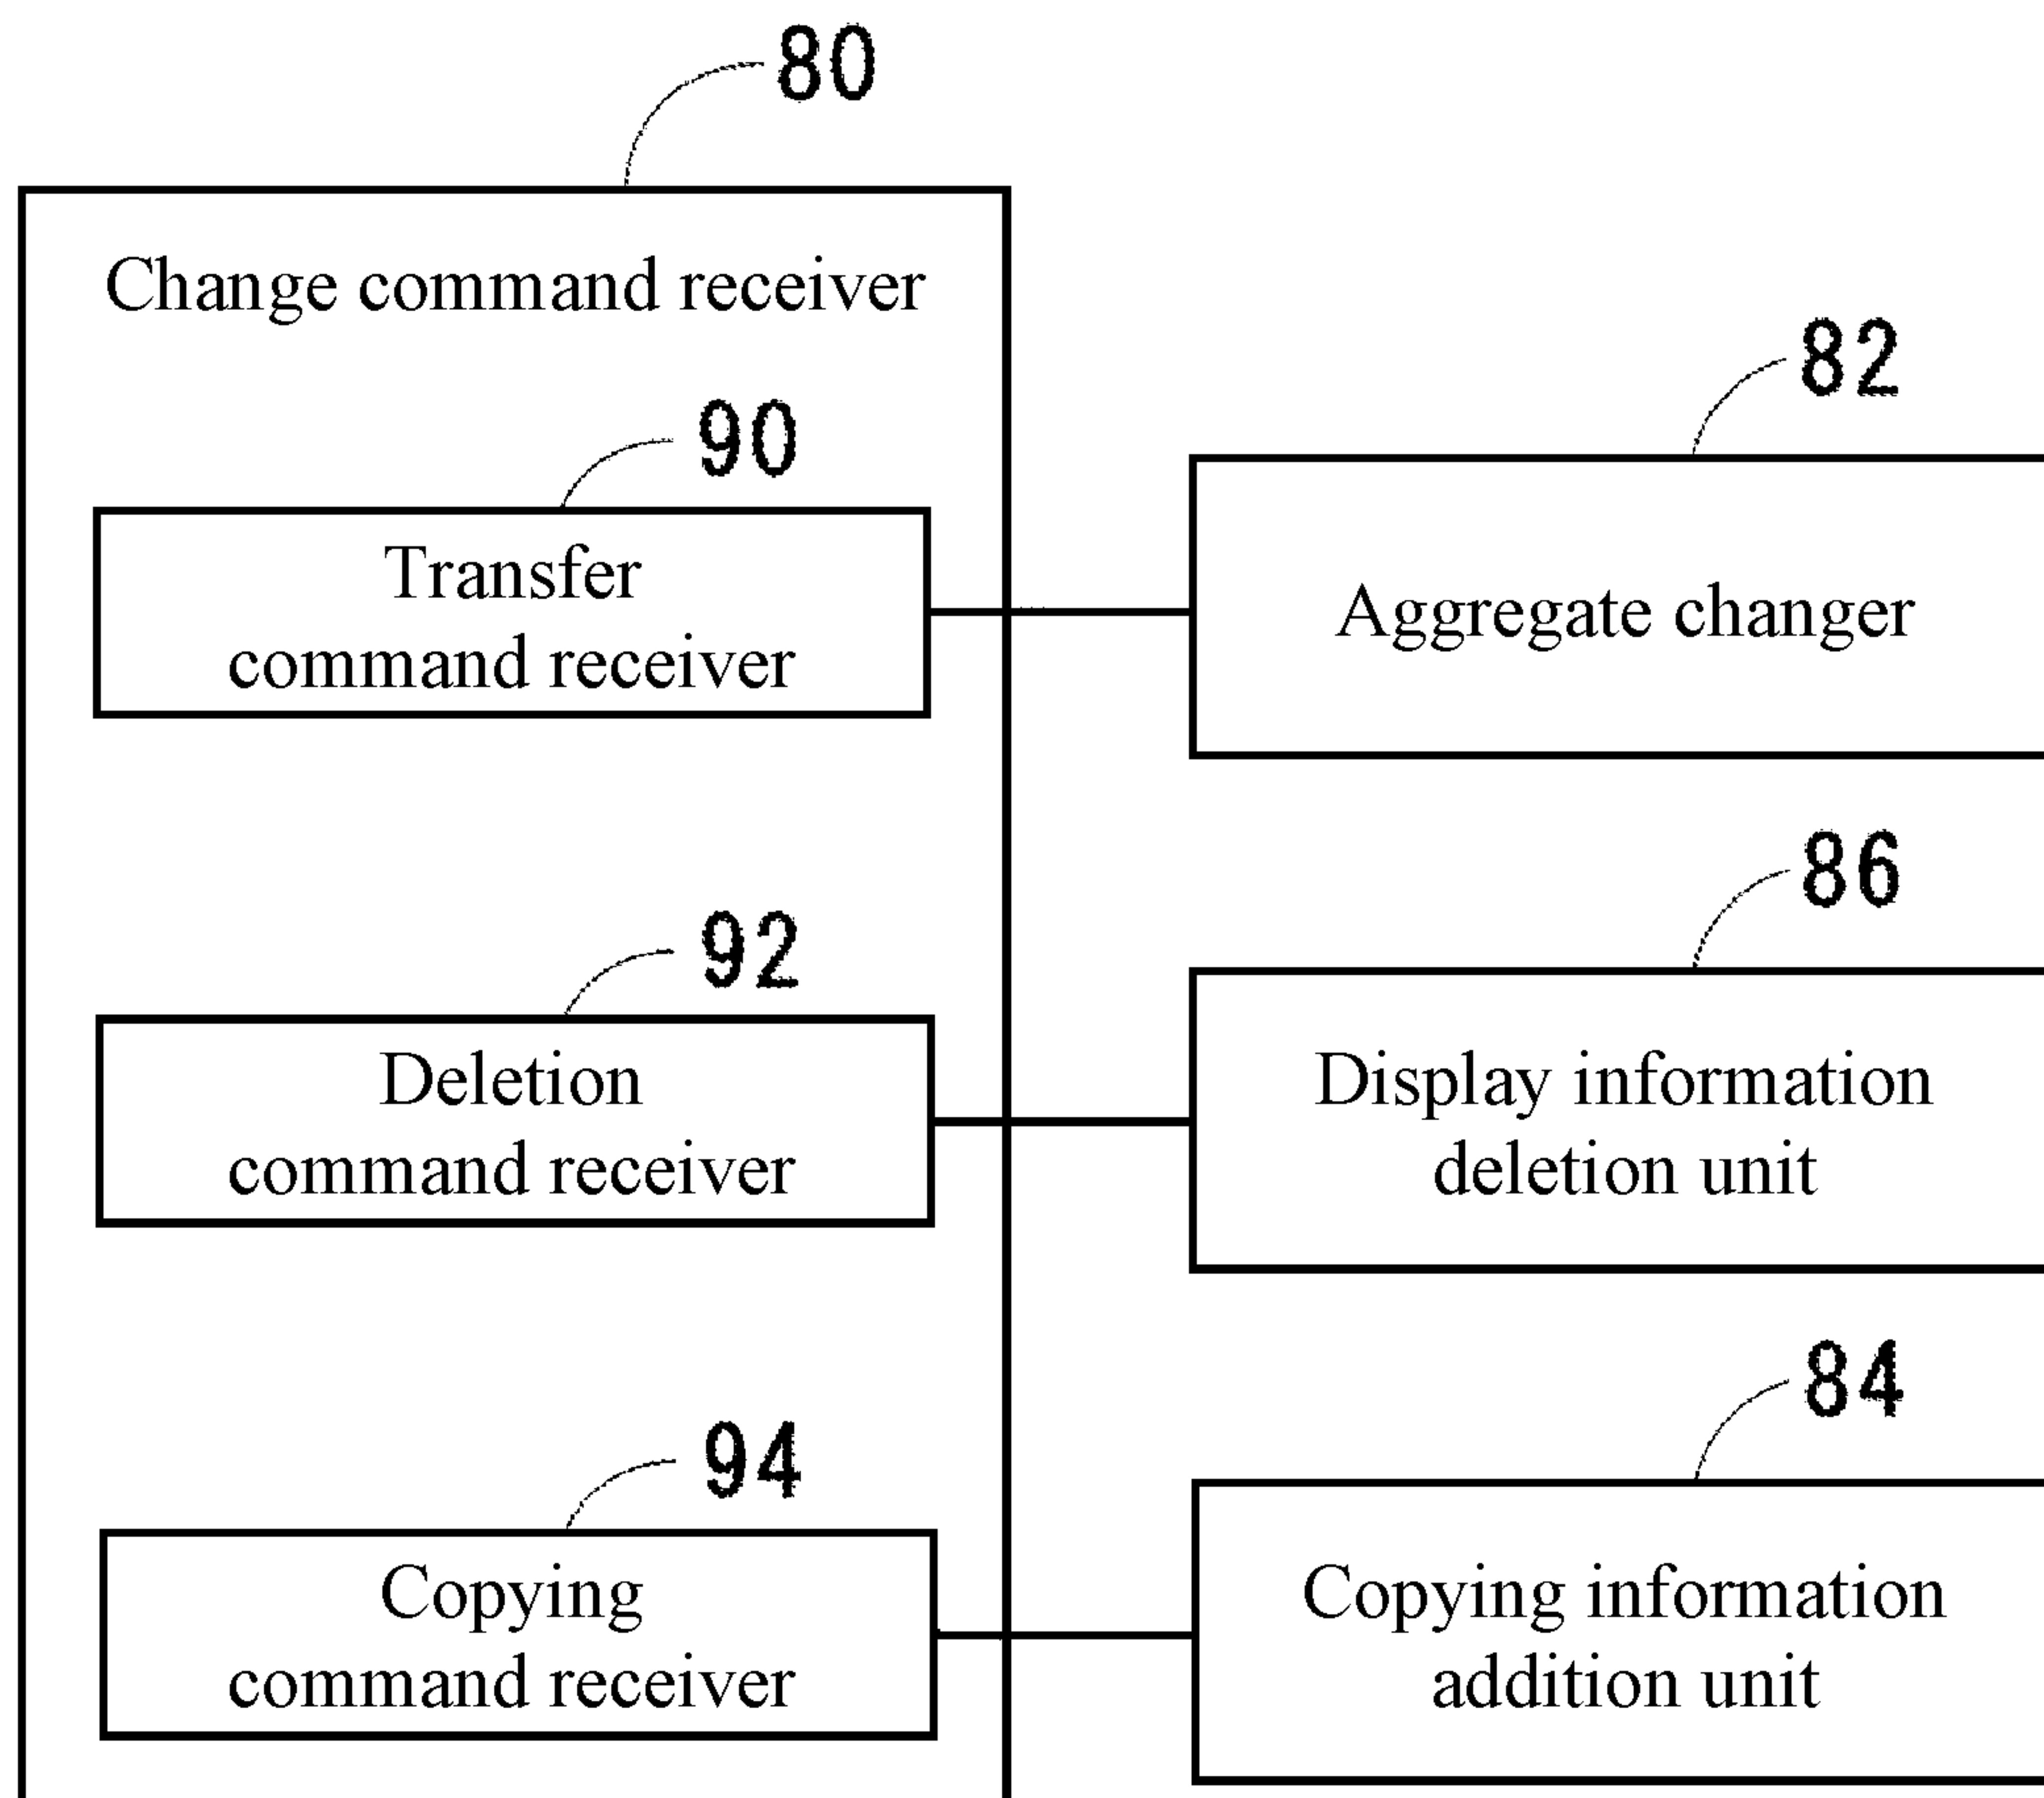 80
Change command receiver
90
Transfer
command receiver
82
Aggregate changer
92
Deletion
command receiver
86
Display information
deletion unit
94
Copying
command receiver
84
Copying information
addition unit